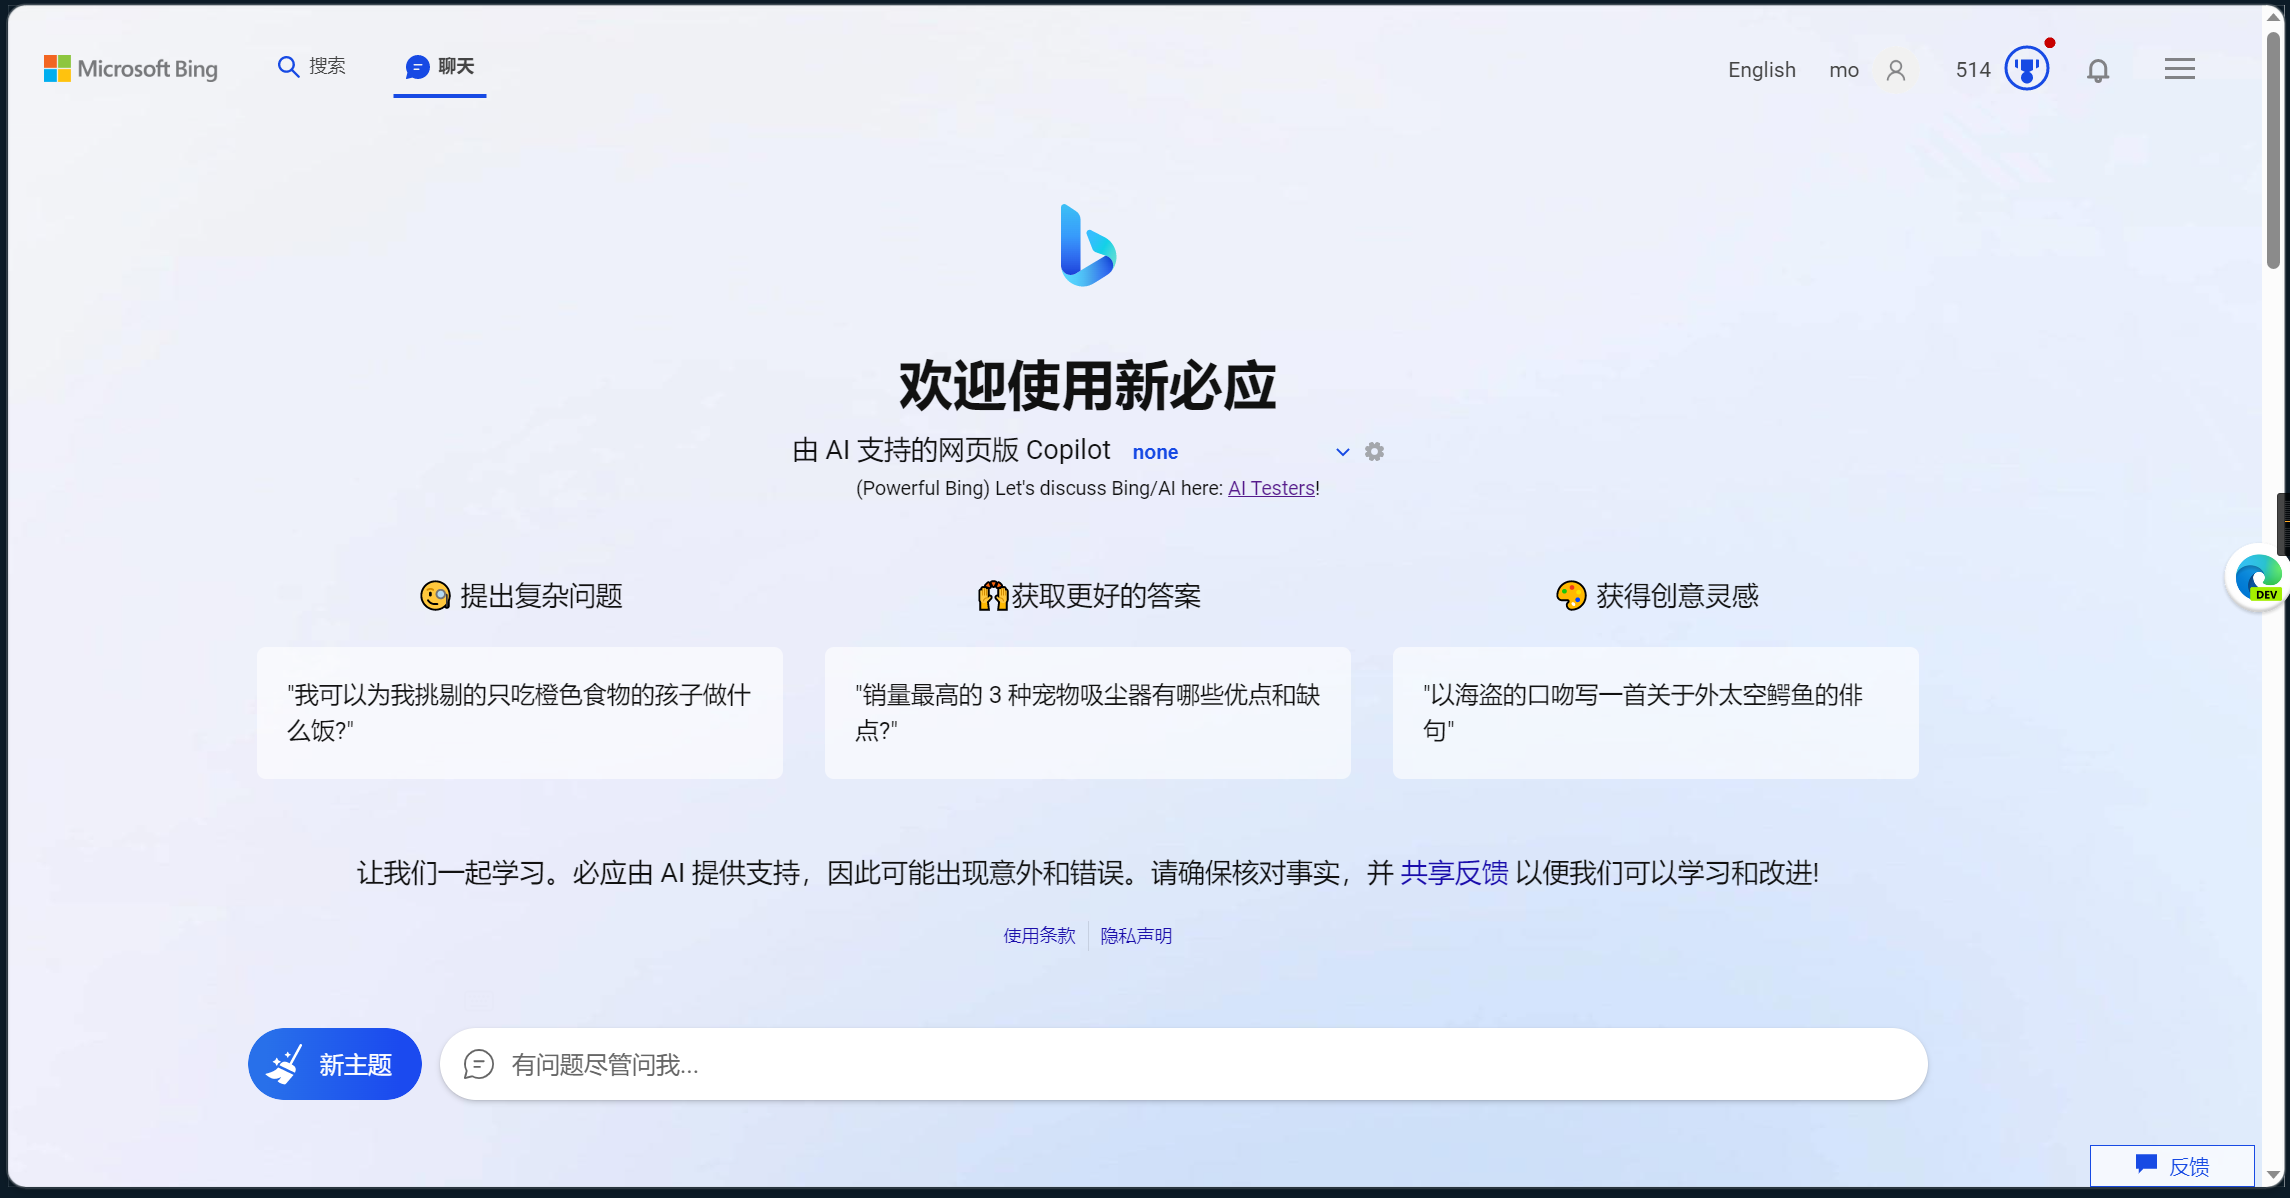 Microsoft Bing
搜索
聊天
English
mo
514
欢迎使用新必应
由 AI 支持的网页版 Copilot none
(Powerful Bing) Let's discuss Bing/AI here: AI Testers!
提出复杂问题
获取更好的答案
获得创意灵感
"我可以为我挑剔的只吃橙色食物的孩子做什
么饭?"
"销量最高的 3 种宠物吸尘器有哪些优点和缺
点?"
"以海盗的口吻写一首关于外太空鳄鱼的俳
句"
DEV
让我们一起学习。必应由 AI 提供支持，因此可能出现意外和错误。请确保核对事实，并 共享反馈 以便我们可以学习和改进!
使用条款
隐私声明
新主题
有问题尽管问我...
反馈